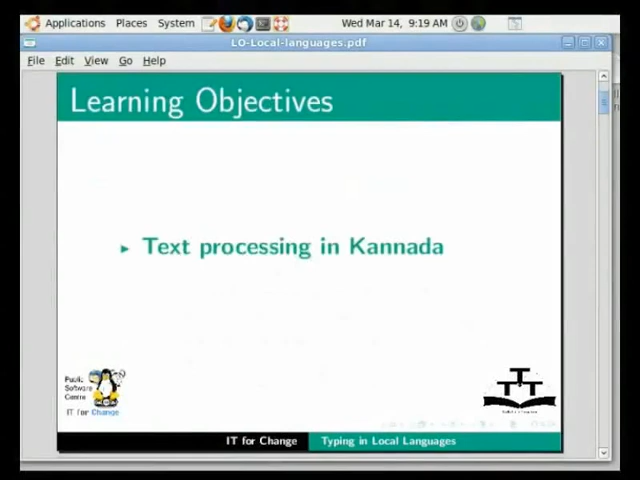 Applications Places System Wed Mar 14, 9:19 AM
LO-Local-languages.pdf
File Edit View Go Help
Learning Objectives
Text processing in Kannada
Public
Software
Centre
IT for Change
TTT
IT for Change Typing in Local Languages